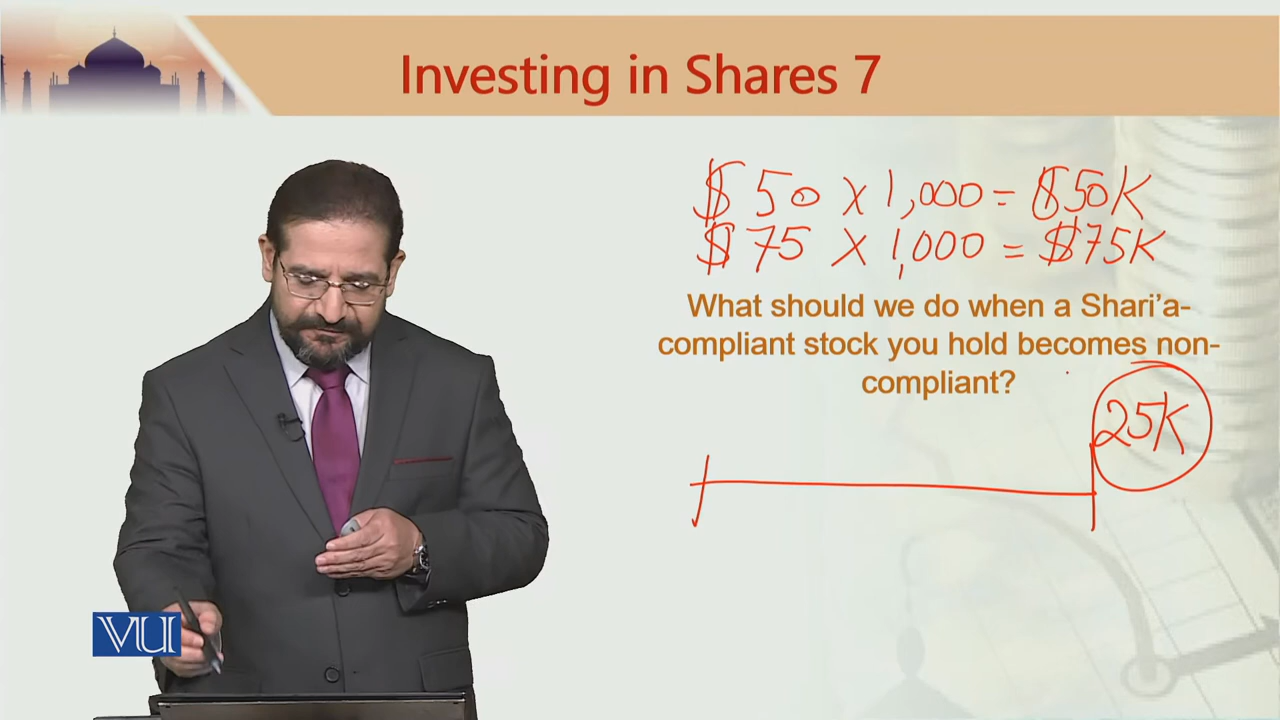 Investing in Shares 7
$50 x 1,000 = $50K
$75 x 1,000 = $75K
What should we do when a Shari’a-
compliant stock you hold becomes non-
compliant?
25K
VU